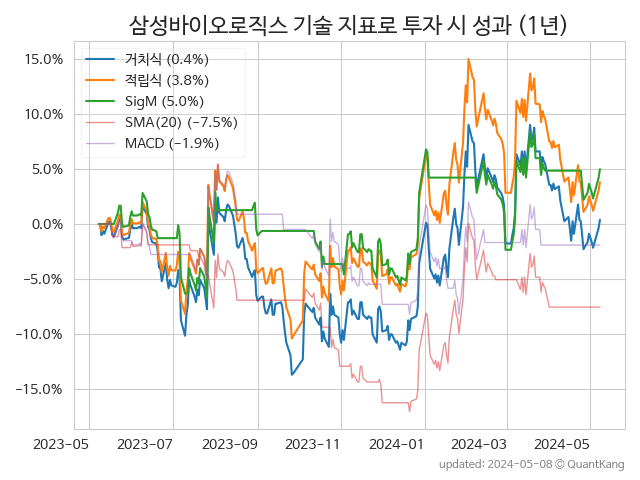 삼성바이오로직스 기술 지표로 투자 시 성과 (1년)
15.0%
10.0%
5.0%
0.0%
−5.0%
−10.0%
−15.0%
거치식 (0.4%)
적립식 (3.8%)
SigM (5.0%)
SMA(20) (−7.5%)
MACD (−1.9%)
2023-05 2023-07 2023-09 2023-11 2024-01 2024-03 2024-05
updated: 2024-05-08 © QuantKang